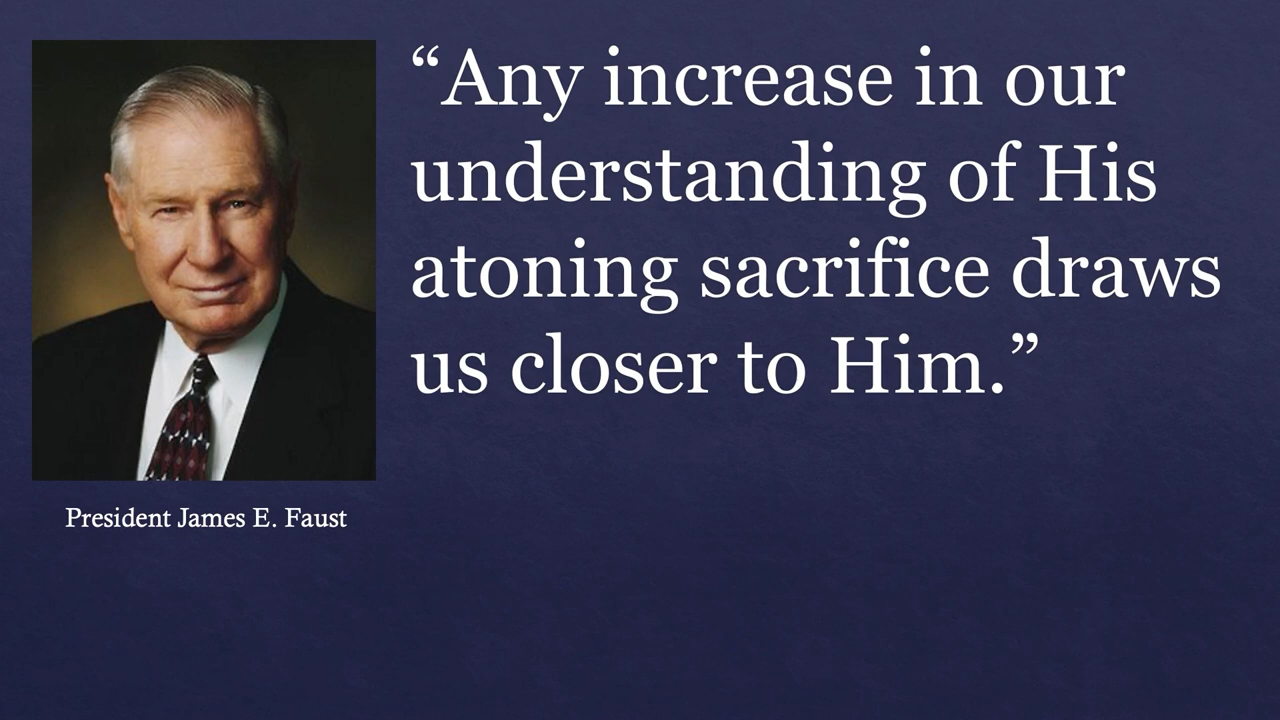 “Any increase in our
understanding of His
atoning sacrifice draws
us closer to Him.”
President James E. Faust